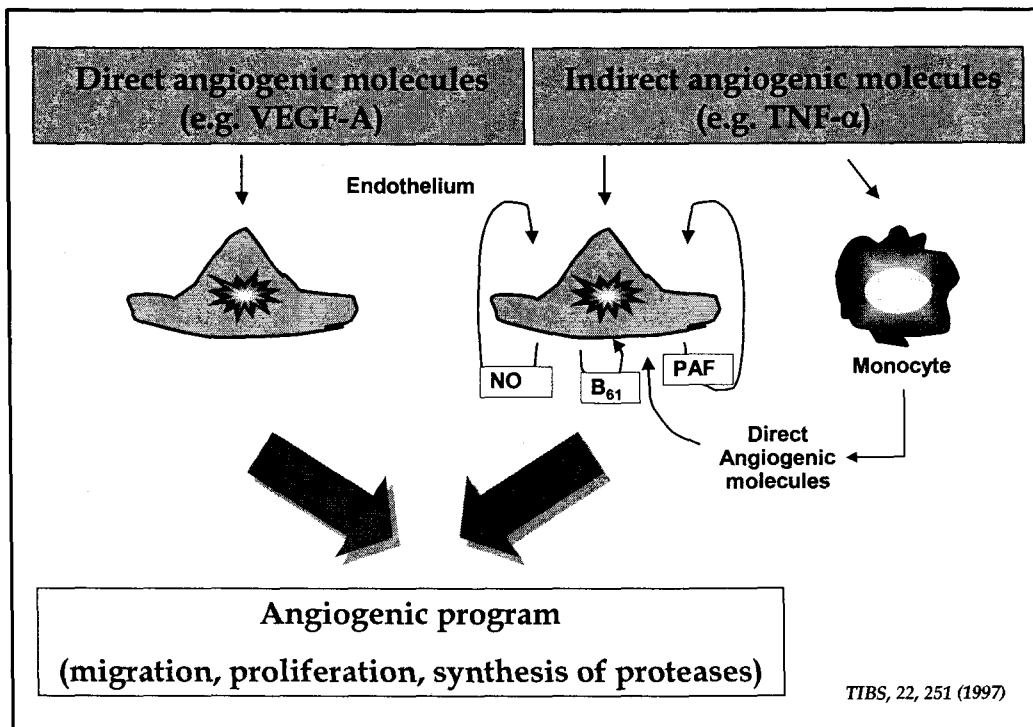 Direct angiogenic molecules
(e.g. VEGF-A)
Indirect angiogenic molecules
(e.g. TNF-α)
Endothelium
NO
B61
PAF
Monocyte
Direct
Angiogenic
molecules
Angiogenic program
(migration, proliferation, synthesis of proteases)
TIBS, 22, 251 (1997)